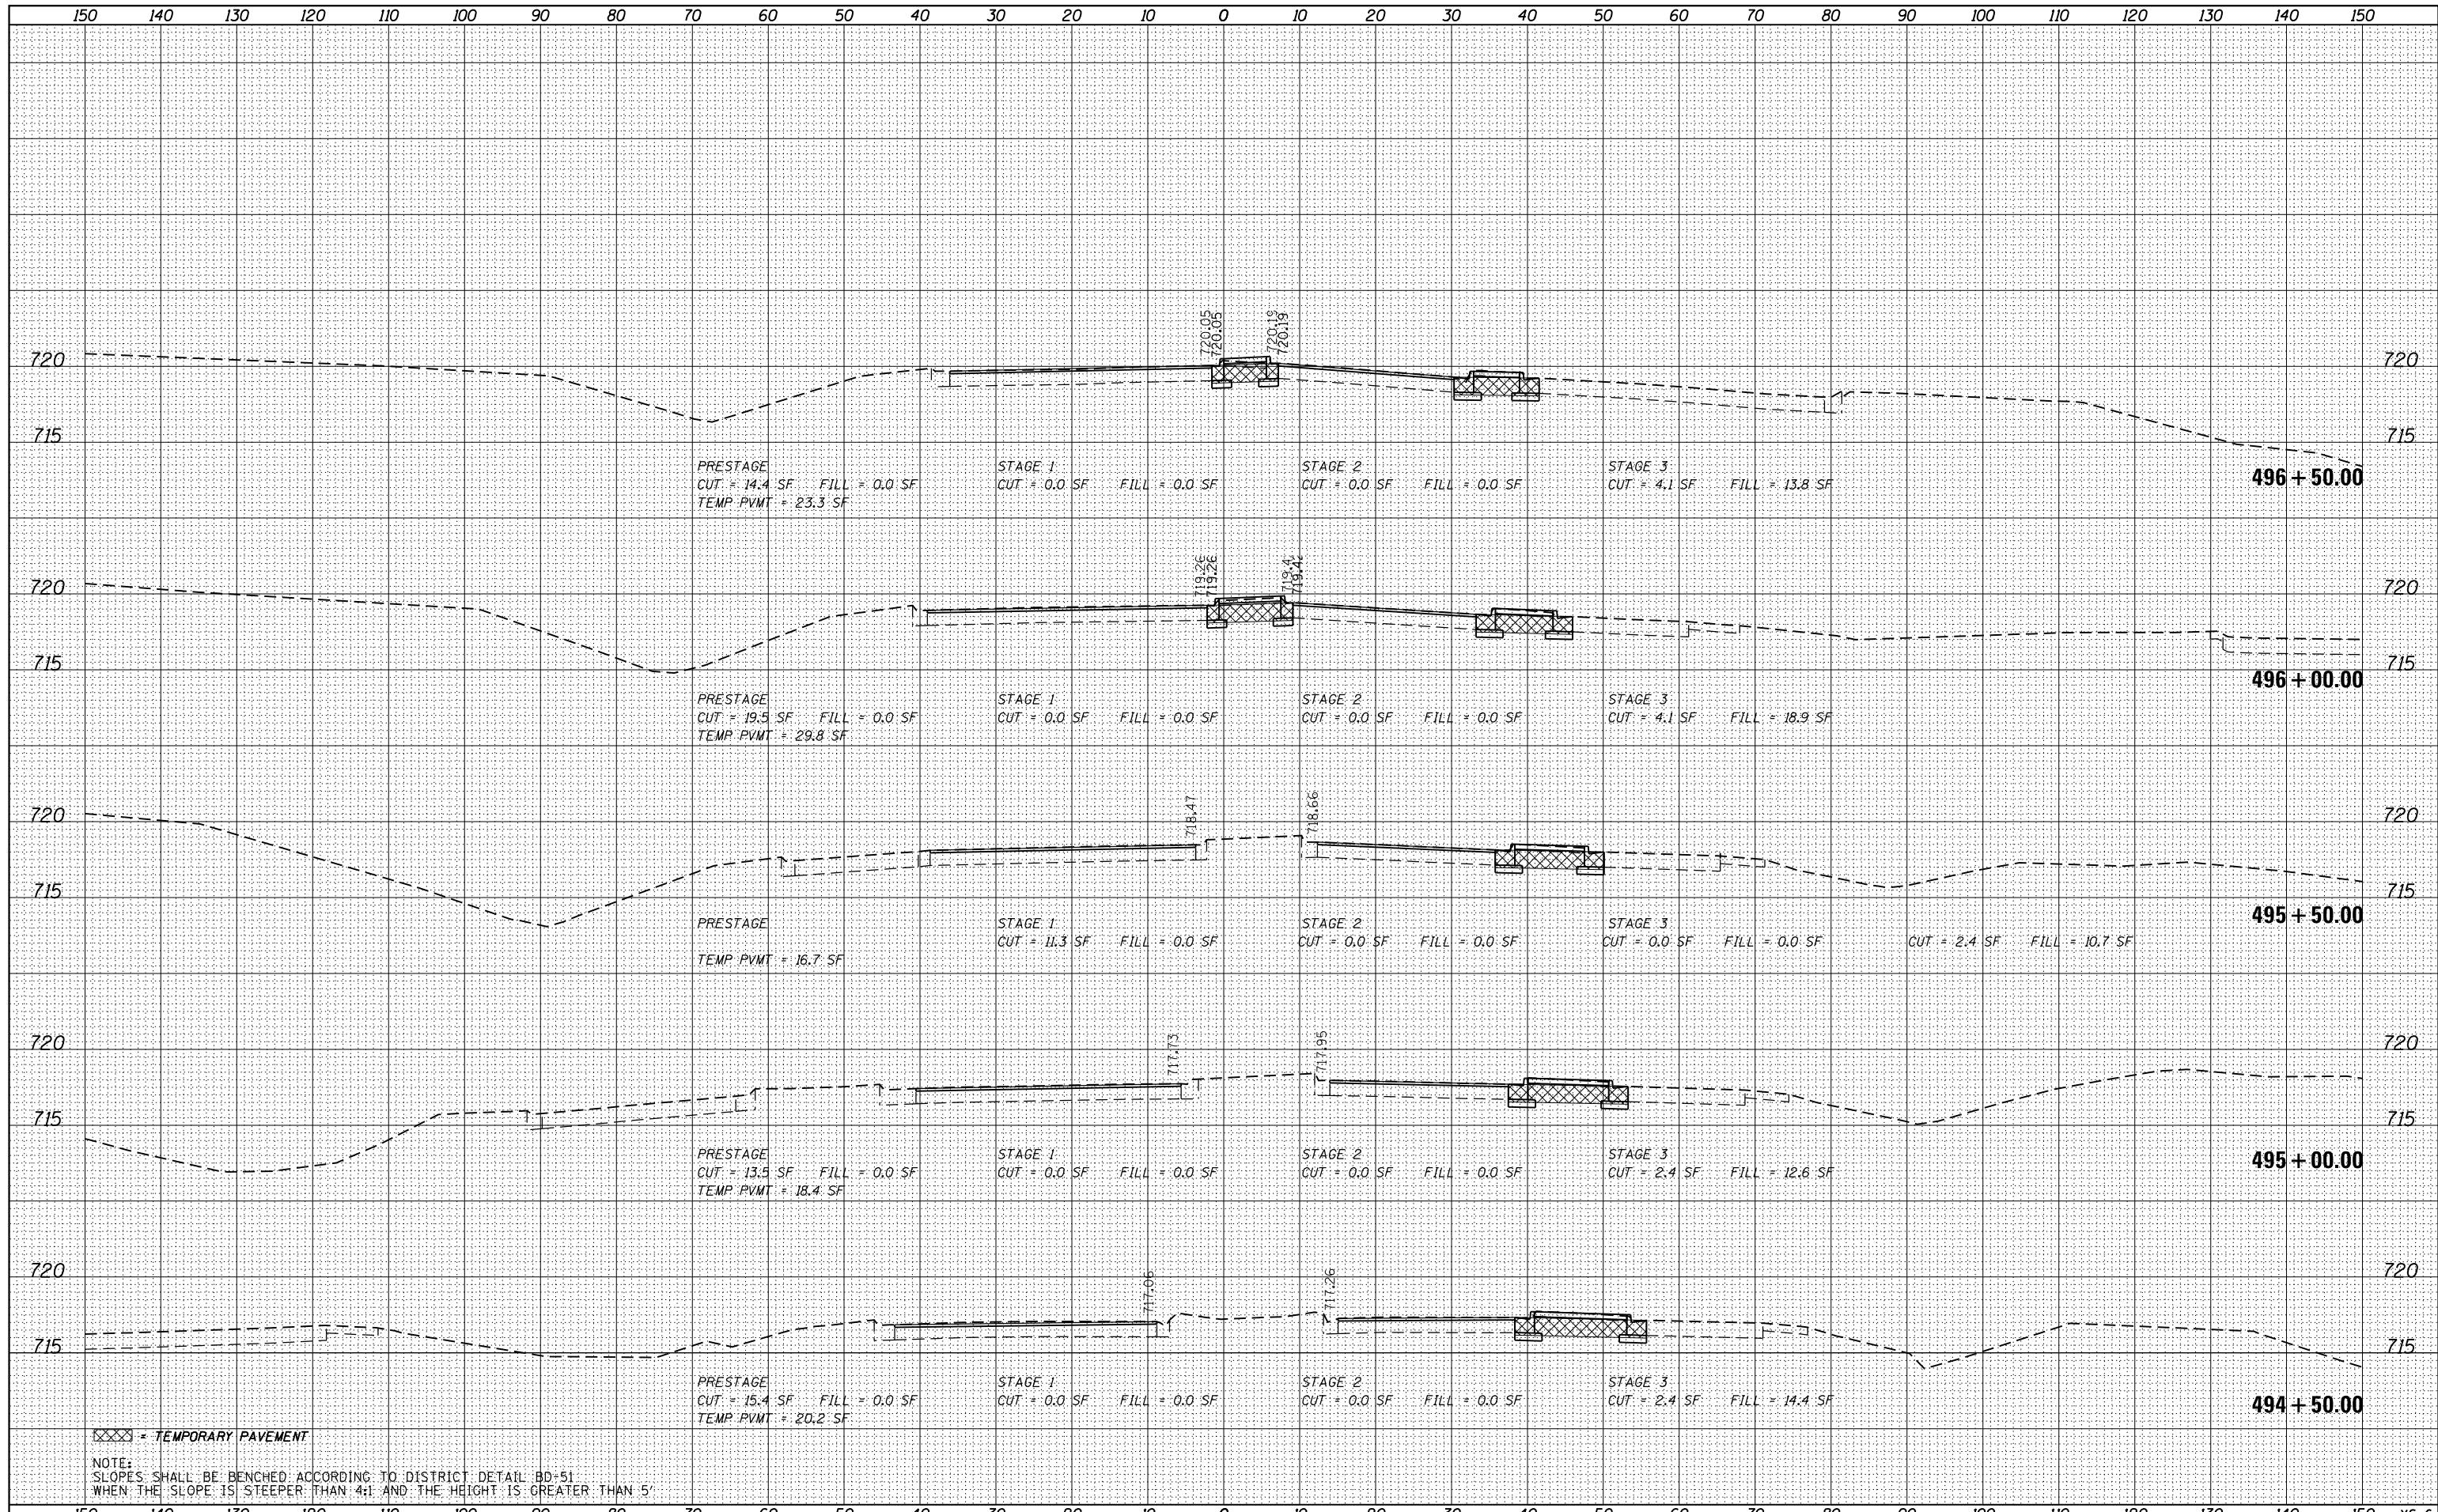 150 140 130 120 110 100 90 80 70 60 50 40 30 20 10 0 10 20 30 40 50 60 70 80 90 100 110 120 130 140 150
720.05 720.05 720.19 720.19
720 720
715 715
PRESTAGE STAGE 1 STAGE 2 STAGE 3
CUT = 14.4 SF FILL = 0.0 SF CUT = 0.0 SF FILL = 0.0 SF CUT = 0.0 SF FILL = 0.0 SF CUT = 4.1 SF FILL = 13.8 SF 496+50.00
TEMP PVMT = 23.3 SF
719.26 719.26 719.42
720 720
715 715
496+00.00
PRESTAGE STAGE 1 STAGE 2 STAGE 3
CUT = 19.5 SF FILL = 0.0 SF CUT = 0.0 SF FILL = 0.0 SF CUT = 0.0 SF FILL = 0.0 SF CUT = 4.1 SF FILL = 18.9 SF
TEMP PVMT = 29.8 SF
718.47 718.66
720 720
715 715
PRESTAGE STAGE 1 STAGE 2 STAGE 3 495+50.00
CUT = 11.3 SF FILL = 0.0 SF CUT = 0.0 SF FILL = 0.0 SF CUT = 0.0 SF FILL = 0.0 SF CUT = 2.4 SF FILL = 10.7 SF
TEMP PVMT = 16.7 SF
717.73 717.95
720 720
715 715
PRESTAGE STAGE 1 STAGE 2 STAGE 3 495+00.00
CUT = 13.5 SF FILL = 0.0 SF CUT = 0.0 SF FILL = 0.0 SF CUT = 0.0 SF FILL = 0.0 SF CUT = 2.4 SF FILL = 12.6 SF
TEMP PVMT = 18.4 SF
717.06 717.26
720 720
715 715
PRESTAGE STAGE 1 STAGE 2 STAGE 3
CUT = 15.4 SF FILL = 0.0 SF CUT = 0.0 SF FILL = 0.0 SF CUT = 0.0 SF FILL = 0.0 SF CUT = 2.4 SF FILL = 14.4 SF 494+50.00
TEMP PVMT = 20.2 SF
= TEMPORARY PAVEMENT
NOTE:
SLOPES SHALL BE BENCHED ACCORDING TO DISTRICT DETAIL BD-51
WHEN THE SLOPE IS STEEPER THAN 4:1 AND THE HEIGHT IS GREATER THAN 5'